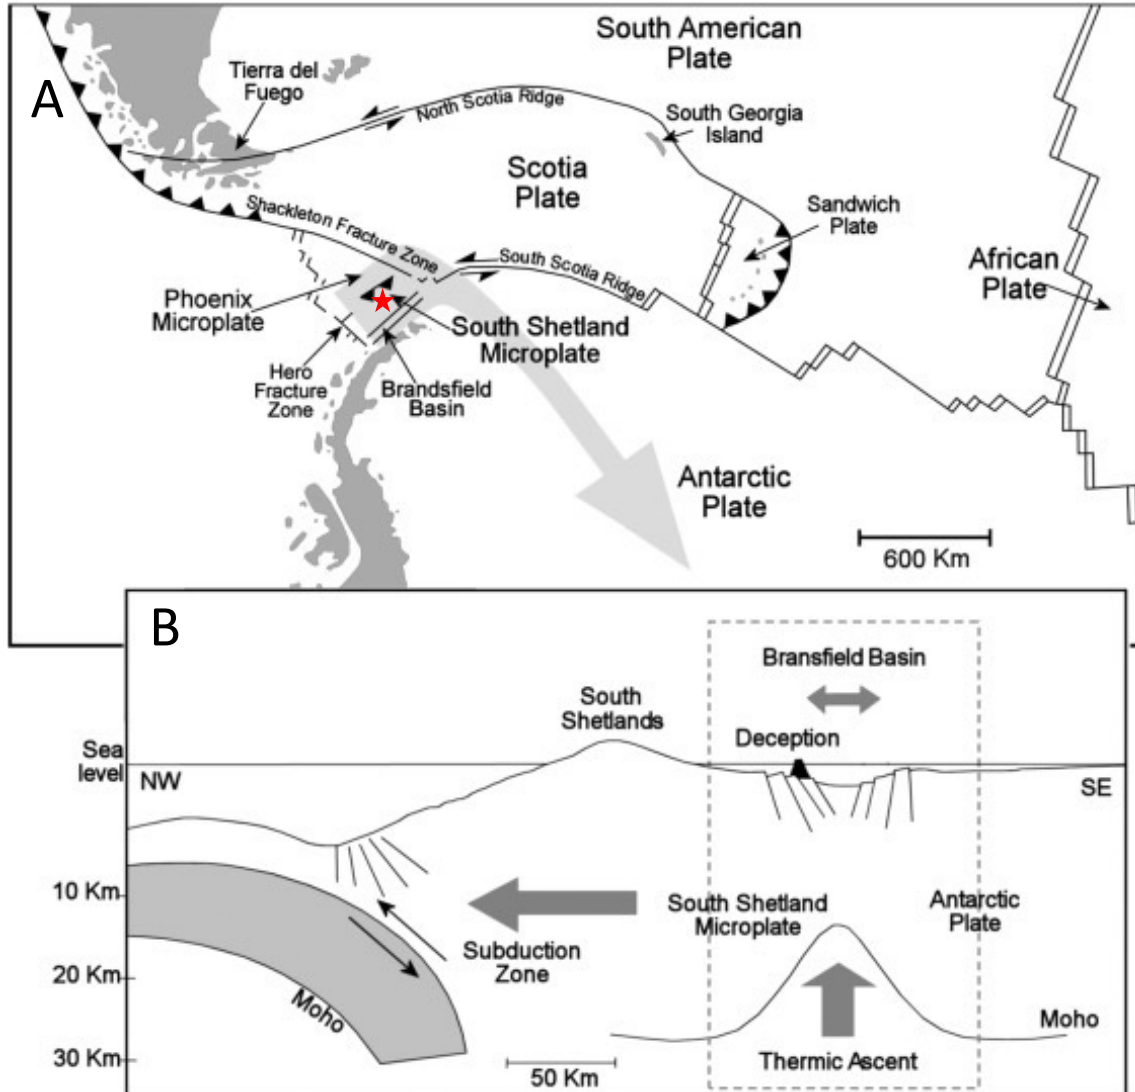 A
South American
Plate
Tierra del
Fuego
North Scotia Ridge
South Georgia
Island
Scotia
Plate
Sandwich
Plate
Shackleton Fracture Zone
South Scotia Ridge
African
Plate
Phoenix
Microplate
South Shetland
Microplate
Hero
Fracture
Zone
Brandsfield
Basin
Antarctic
Plate
600 Km
B
Bransfield Basin
South
Shetlands
Deception
Sea
level
NW
SE
10 Km
South Shetland
Microplate
Antarctic
Plate
Subduction
Zone
20 Km
Moho
Moho
30 Km
50 Km
Thermic Ascent